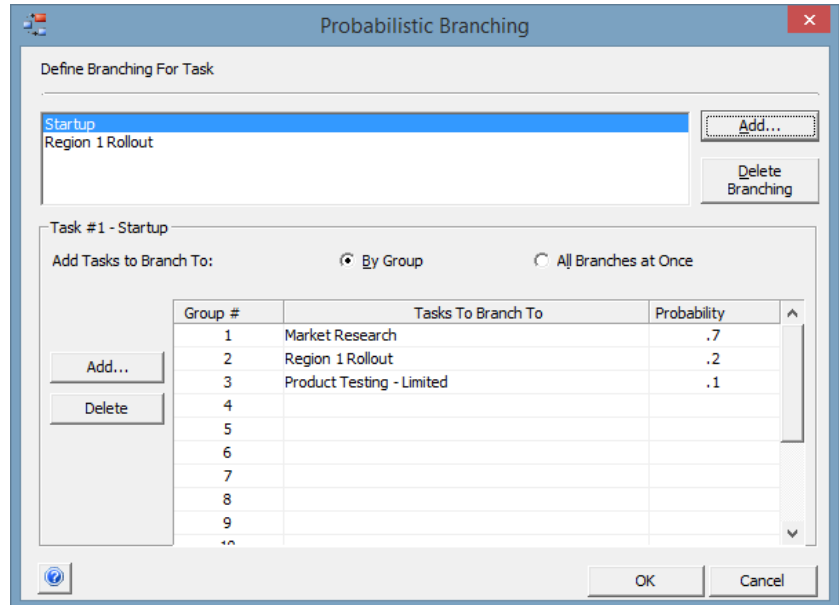 Probabilistic Branching
Define Branching For Task
Startup
Region 1 Rollout
Add...
Delete
Branching
Task #1 - Startup
Add Tasks to Branch To: By Group All Branches at Once
Group # Tasks To Branch To Probability
1 Market Research .7
2 Region 1 Rollout .2
3 Product Testing - Limited .1
4
5
6
7
8
9
10
Add...
Delete
OK Cancel